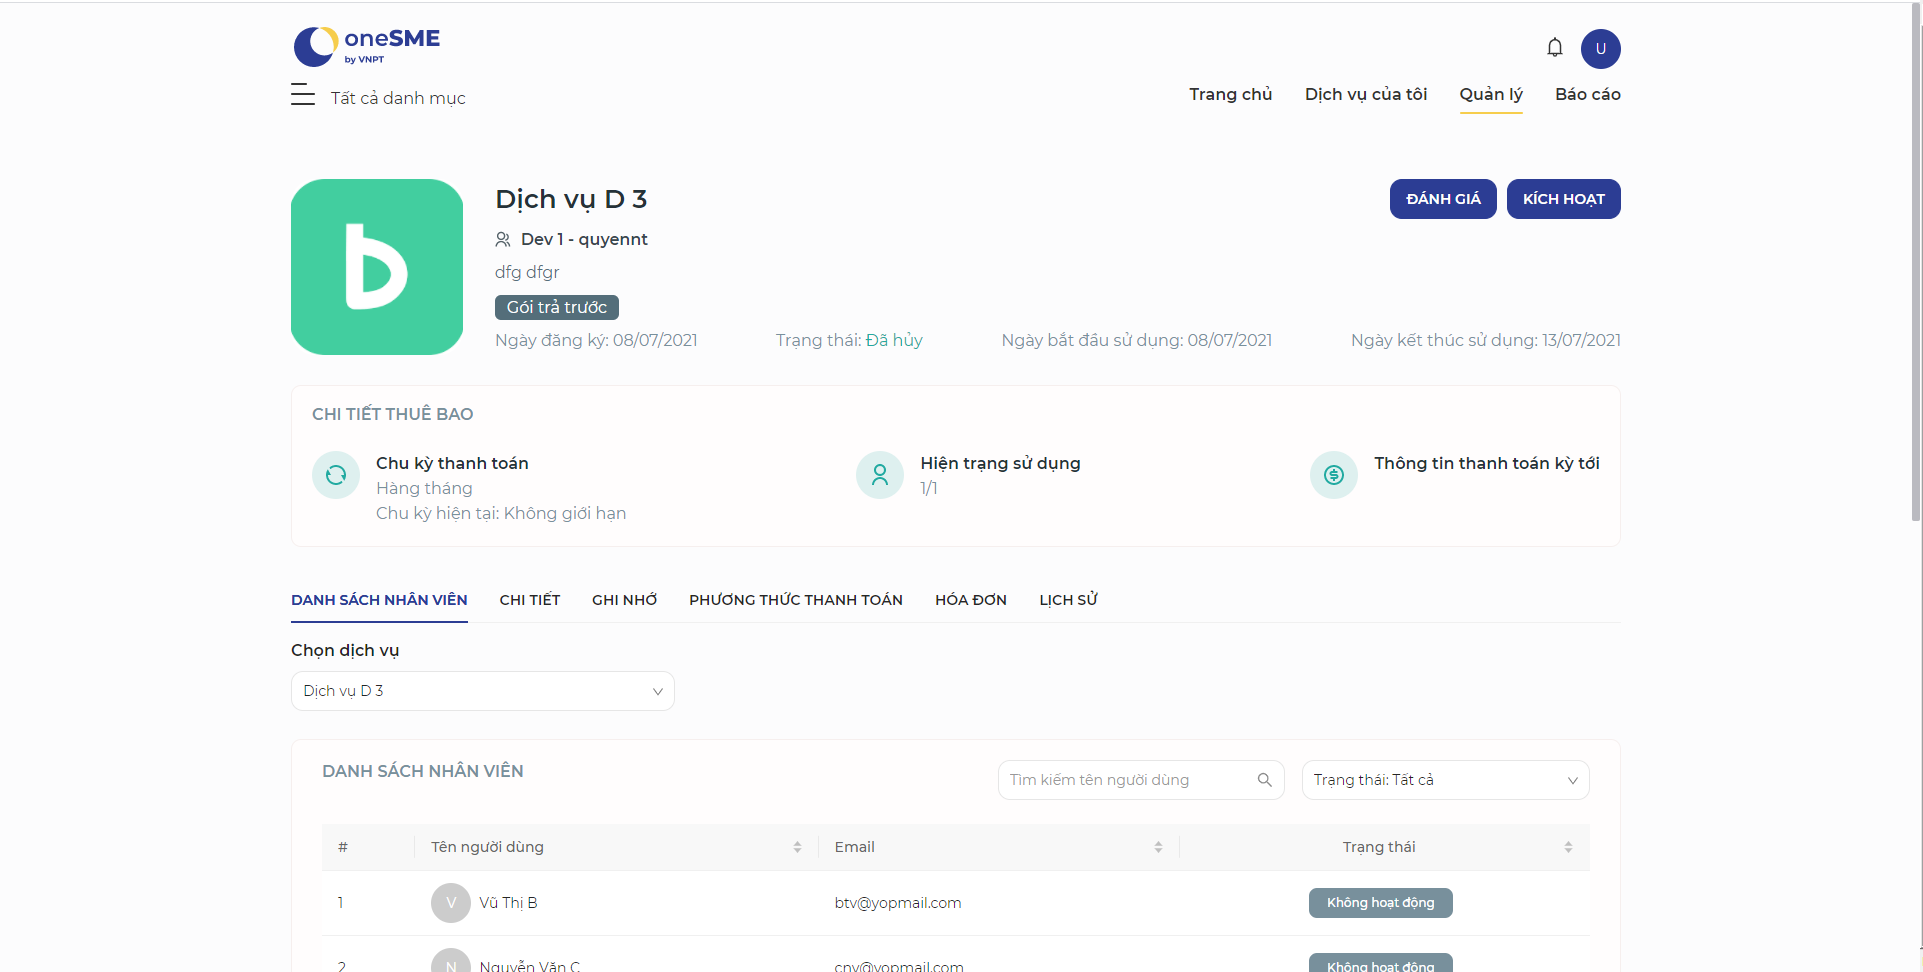 oneSME
by VNPT
U
Tất cả danh mục
Trang chủ
Dịch vụ của tôi
Quản lý
Báo cáo
b
Dịch vụ D 3
ĐÁNH GIÁ
KÍCH HOẠT
Dev 1 - quyennt
dfg dfgr
Gói trả trước
Ngày đăng ký: 08/07/2021
Trạng thái: Đã hủy
Ngày bắt đầu sử dụng: 08/07/2021
Ngày kết thúc sử dụng: 13/07/2021
CHI TIẾT THUÊ BAO
Chu kỳ thanh toán
Hàng tháng
Chu kỳ hiện tại: Không giới hạn
Hiện trạng sử dụng
1/1
Thông tin thanh toán kỳ tới
DANH SÁCH NHÂN VIÊN
CHI TIẾT
GHI NHỚ
PHƯƠNG THỨC THANH TOÁN
HÓA ĐƠN
LỊCH SỬ
Chọn dịch vụ
Dịch vụ D 3
DANH SÁCH NHÂN VIÊN
Tìm kiếm tên người dùng
Trạng thái: Tất cả
#
Tên người dùng
Email
Trạng thái
1
V
Vũ Thị B
btv@yopmail.com
Không hoạt động
2
N
Nguyễn Văn C
cnv@yopmail.com
Không hoạt động